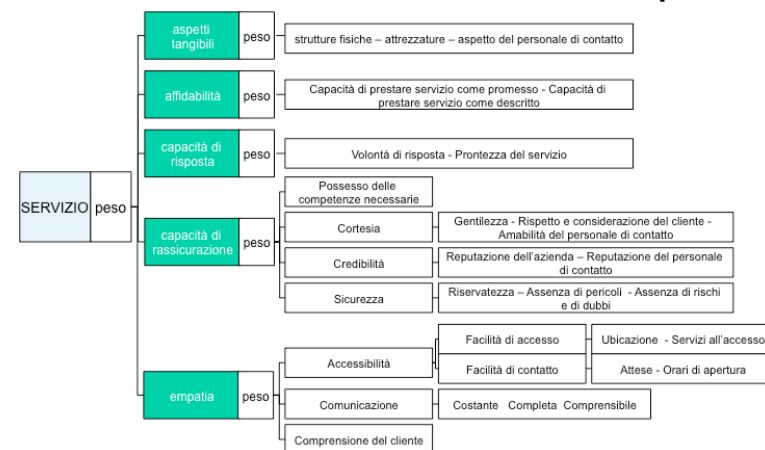 aspetti
tangibili
peso
strutture fisiche – attrezzature – aspetto del personale di contatto
affidabilità
peso
Capacità di prestare servizio come promesso - Capacità di
prestare servizio come descritto
capacità di
risposta
peso
Volontà di risposta - Prontezza del servizio
SERVIZIO
peso
capacità di
rassicurazione
peso
Possesso delle
competenze necessarie
Cortesia
Gentilezza - Rispetto e considerazione del cliente -
Amabilità del personale di contatto
Credibilità
Reputazione dell'azienda – Reputazione del personale
di contatto
Sicurezza
Riservatezza – Assenza di pericoli - Assenza di rischi
e di dubbi
empatia
peso
Accessibilità
Facilità di accesso
Ubicazione - Servizi all'accesso
Facilità di contatto
Attese - Orari di apertura
Comunicazione
Costante Completa Comprensibile
Comprensione del cliente